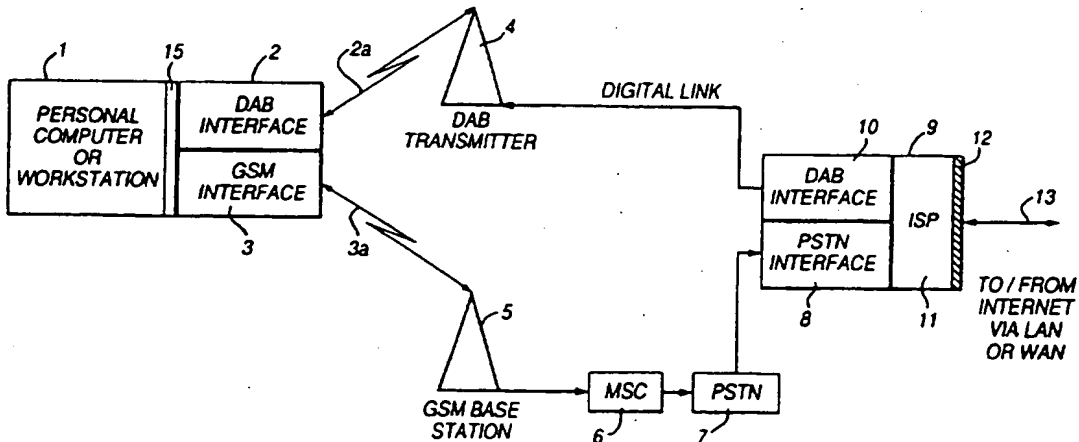 1
15
2
PERSONAL
COMPUTER
OR
WORKSTATION
DAB
INTERFACE
GSM
INTERFACE
3
2a
3a
4
DAB
TRANSMITTER
DIGITAL LINK
5
GSM BASE
STATION
MSC
6
PSTN
7
10
9
12
DAB
INTERFACE
PSTN
INTERFACE
8
ISP
11
13
TO / FROM
INTERNET
VIA LAN
OR WAN